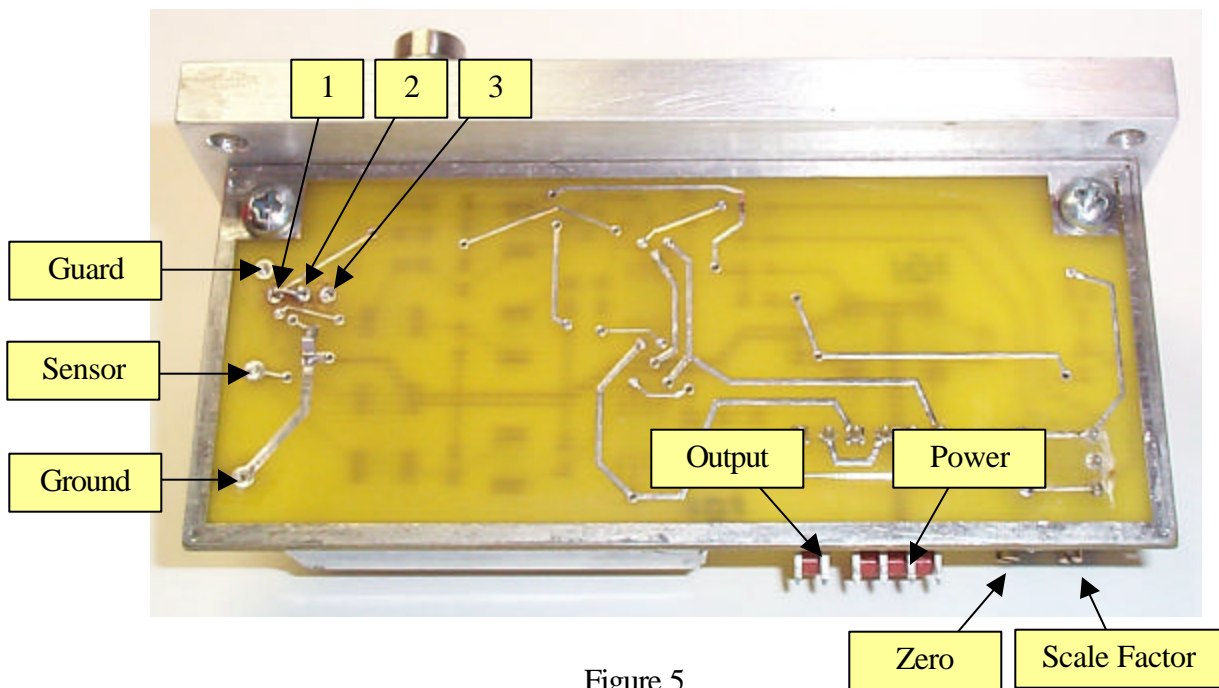 1 2 3
Guard
Sensor
Ground
Output Power
Zero Scale Factor
Figure 5